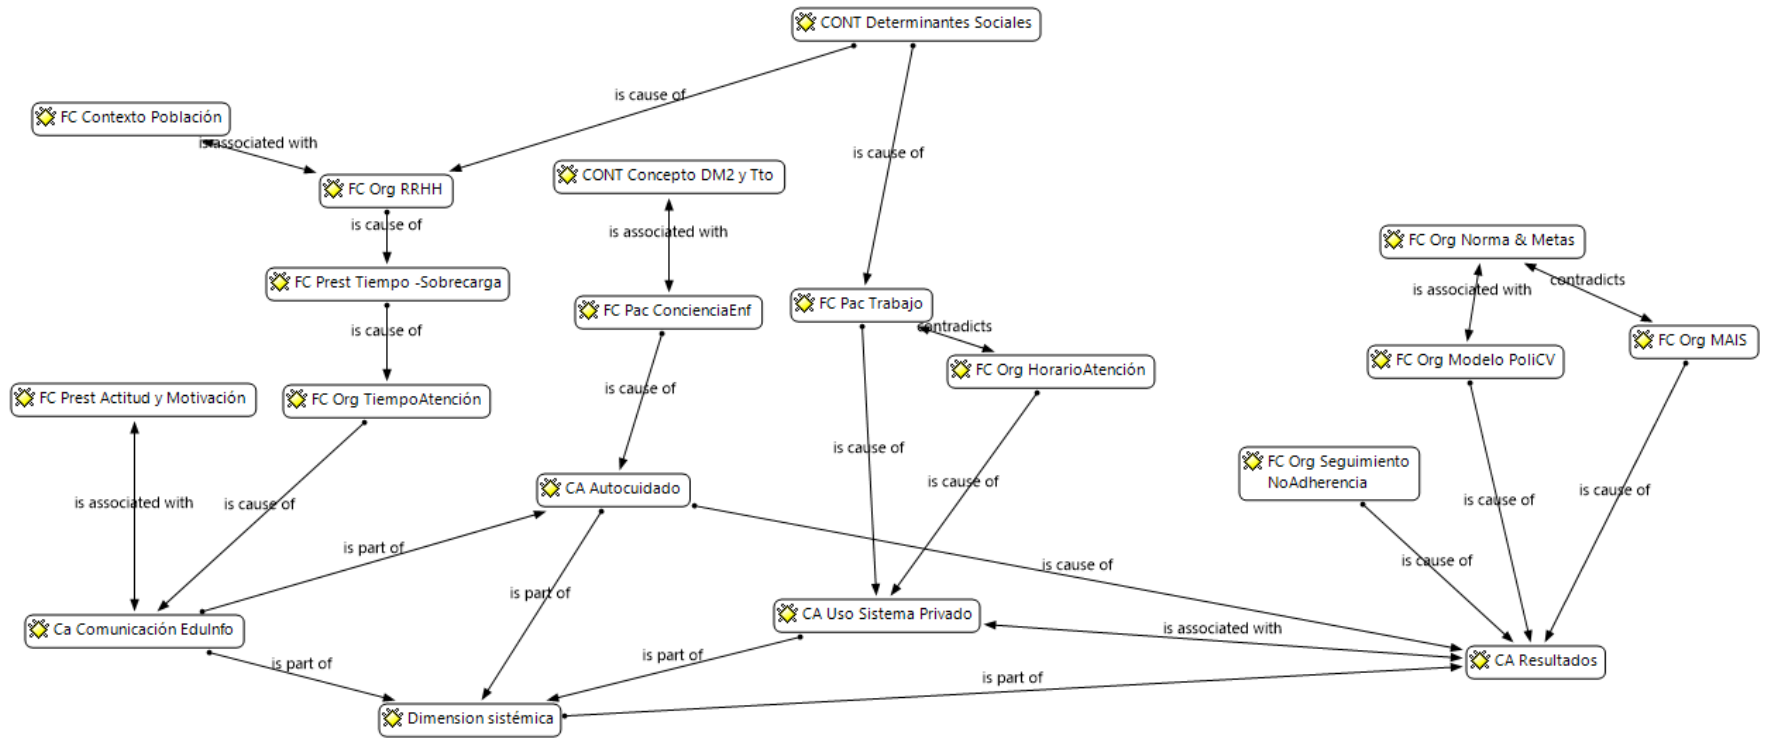 CONT Determinantes Sociales
is cause of
FC Contexto Población
is associated with
is cause of
CONT Concepto DM2 y Tto
FC Org RRHH
is cause of
is associated with
FC Org Norma & Metas
FC Prest Tiempo -Sobrecarga
contradicts
is associated with
FC Pac Trabajo
FC Pac ConcienciaEnf
is cause of
contradicts
FC Org MAIS
FC Org Modelo PoliCV
FC Org HorarioAtención
is cause of
FC Prest Actitud y Motivación
FC Org TiempoAtención
is cause of
FC Org Seguimiento
NoAdherencia
is cause of
CA Autocuidado
is cause of
is associated with
is cause of
is cause of
is cause of
is part of
is cause of
is cause of
is part of
CA Uso Sistema Privado
Ca Comunicación EduInfo
is associated with
is part of
is part of
CA Resultados
is part of
Dimension sistémica